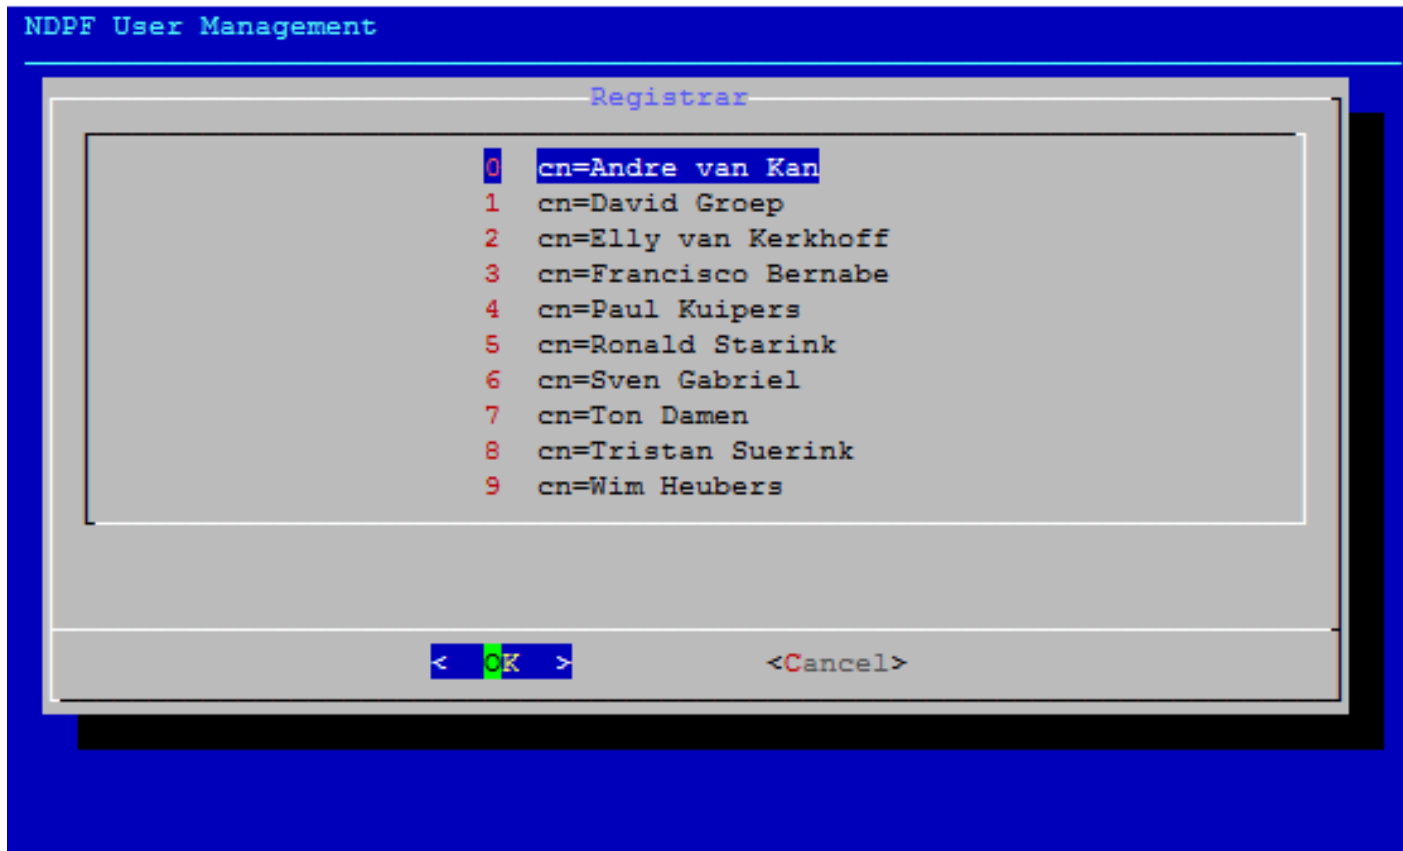 NDPF User Management
Registrar
0 cn=Andre van Kan
1 cn=David Groep
2 cn=Elly van Kerkhoff
3 cn=Francisco Bernabe
4 cn=Paul Kuipers
5 cn=Ronald Starink
6 cn=Sven Gabriel
7 cn=Ton Damen
8 cn=Tristan Suerink
9 cn=Wim Heubers
< OK > <Cancel>